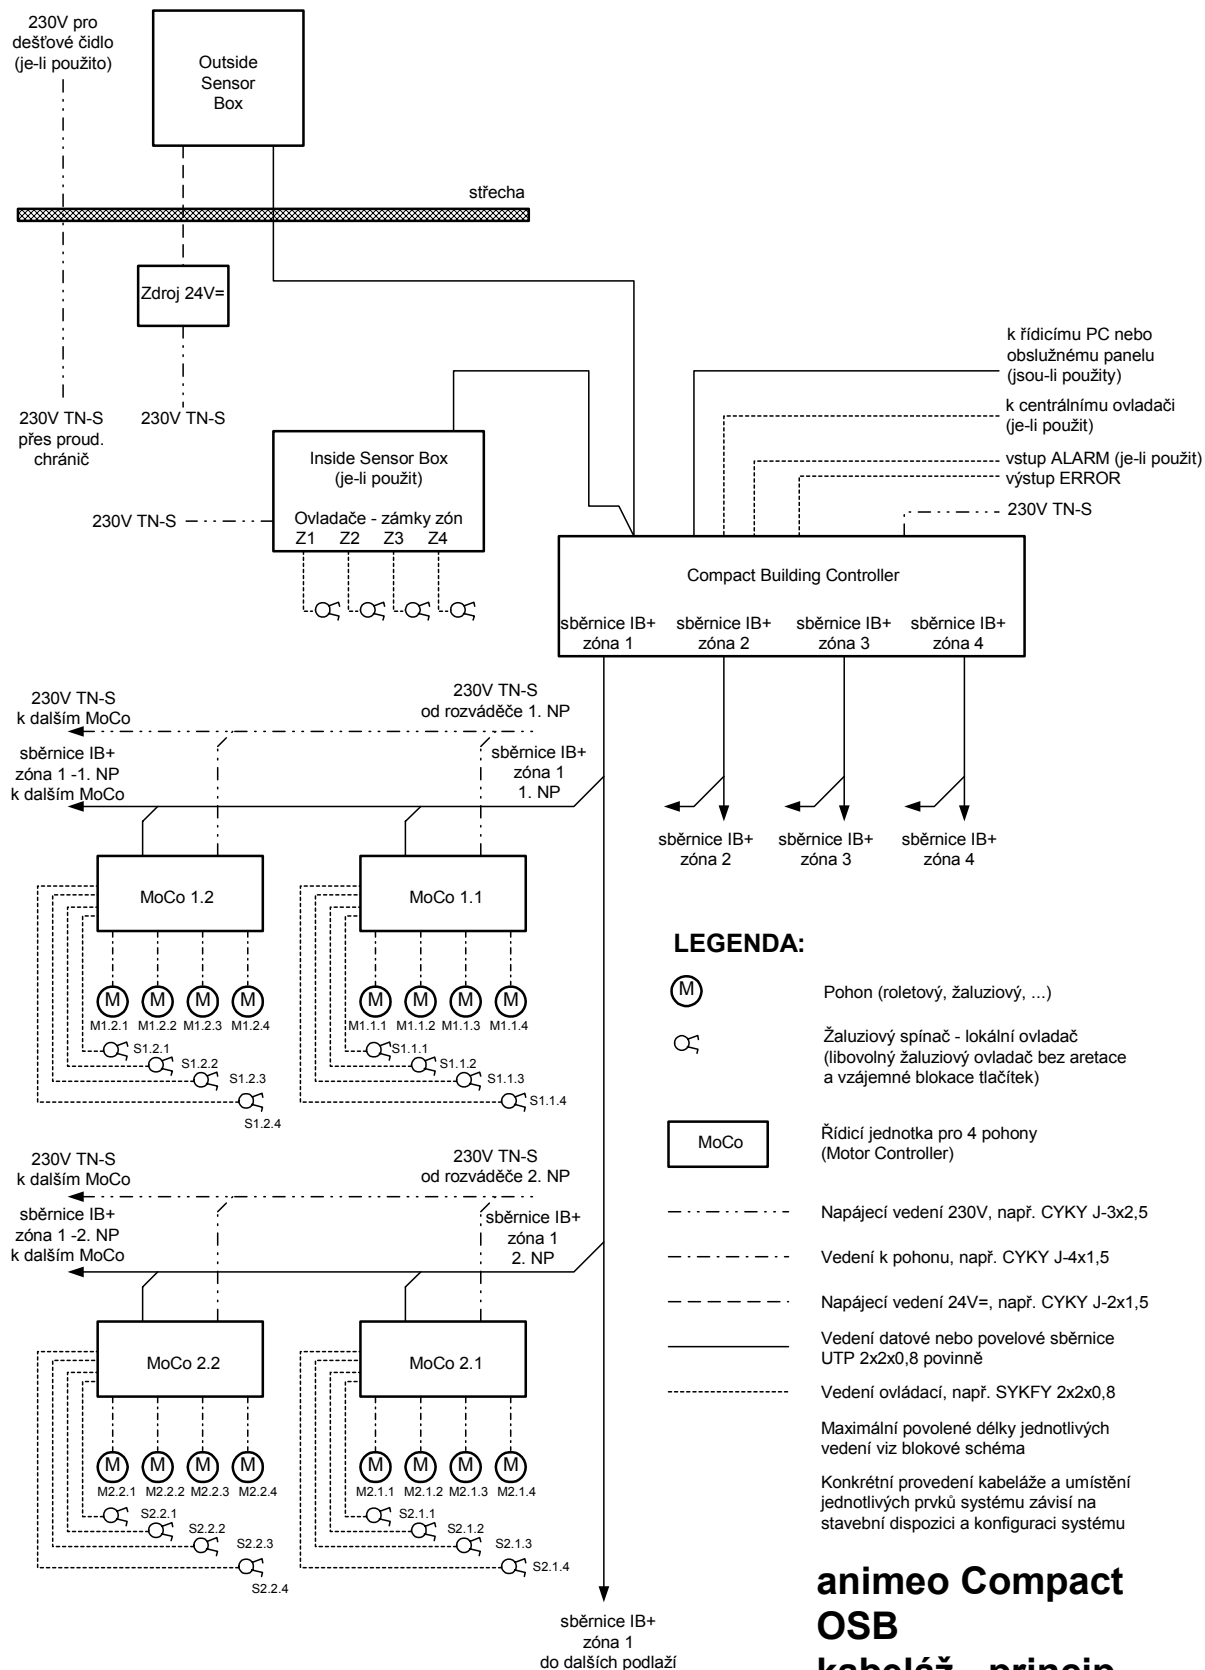 230V pro
dešťové čidlo
(je-li použito)
Outside
Sensor
Box
střecha
Zdroj 24V=
230V TN-S
přes proud.
chránič
230V TN-S
k řídicímu PC nebo
obslužnému panelu
(jsou-li použity)
k centrálnímu ovladači
(je-li použit)
vstup ALARM (je-li použit)
výstup ERROR
230V TN-S
Inside Sensor Box
(je-li použit)
230V TN-S
Ovladače - zámky zón
Z1 Z2 Z3 Z4
Compact Building Controller
sběrnice IB+
zóna 1
sběrnice IB+
zóna 2
sběrnice IB+
zóna 3
sběrnice IB+
zóna 4
230V TN-S
k dalším MoCo
230V TN-S
od rozváděče 1. NP
sběrnice IB+
zóna 1 -1. NP
k dalším MoCo
sběrnice IB+
zóna 1
1. NP
sběrnice IB+
zóna 2
sběrnice IB+
zóna 3
sběrnice IB+
zóna 4
MoCo 1.2
MoCo 1.1
M M M M
M M M M
M1.2.1 M1.2.2 M1.2.3 M1.2.4
M1.1.1 M1.1.2 M1.1.3 M1.1.4
S1.2.1
S1.2.2
S1.2.3
S1.2.4
S1.1.1
S1.1.2
S1.1.3
S1.1.4
230V TN-S
k dalším MoCo
230V TN-S
od rozváděče 2. NP
sběrnice IB+
zóna 1 -2. NP
k dalším MoCo
sběrnice IB+
zóna 1
2. NP
MoCo 2.2
MoCo 2.1
M M M M
M M M M
M2.2.1 M2.2.2 M2.2.3 M2.2.4
M2.1.1 M2.1.2 M2.1.3 M2.1.4
S2.2.1
S2.2.2
S2.2.3
S2.2.4
S2.1.1
S2.1.2
S2.1.3
S2.1.4
sběrnice IB+
zóna 1
do dalších podlaží
LEGENDA:
M
Pohon (roletový, žaluziový, ...)
Žaluziový spínač - lokální ovladač
(libovolný žaluziový ovladač bez aretace
a vzájemné blokace tlačítek)
MoCo
Řídicí jednotka pro 4 pohony
(Motor Controller)
Napájecí vedení 230V, např. CYKY J-3x2,5
Vedení k pohonu, např. CYKY J-4x1,5
Napájecí vedení 24V=, např. CYKY J-2x1,5
Vedení datové nebo povelové sběrnice
UTP 2x2x0,8 povinně
Vedení ovládací, např. SYKFY 2x2x0,8
Maximální povolené délky jednotlivých
vedení viz blokové schéma
Konkrétní provedení kabeláže a umístění
jednotlivých prvků systému závisí na
stavební dispozici a konfiguraci systému
animeo Compact
OSB
kabeláž - princip